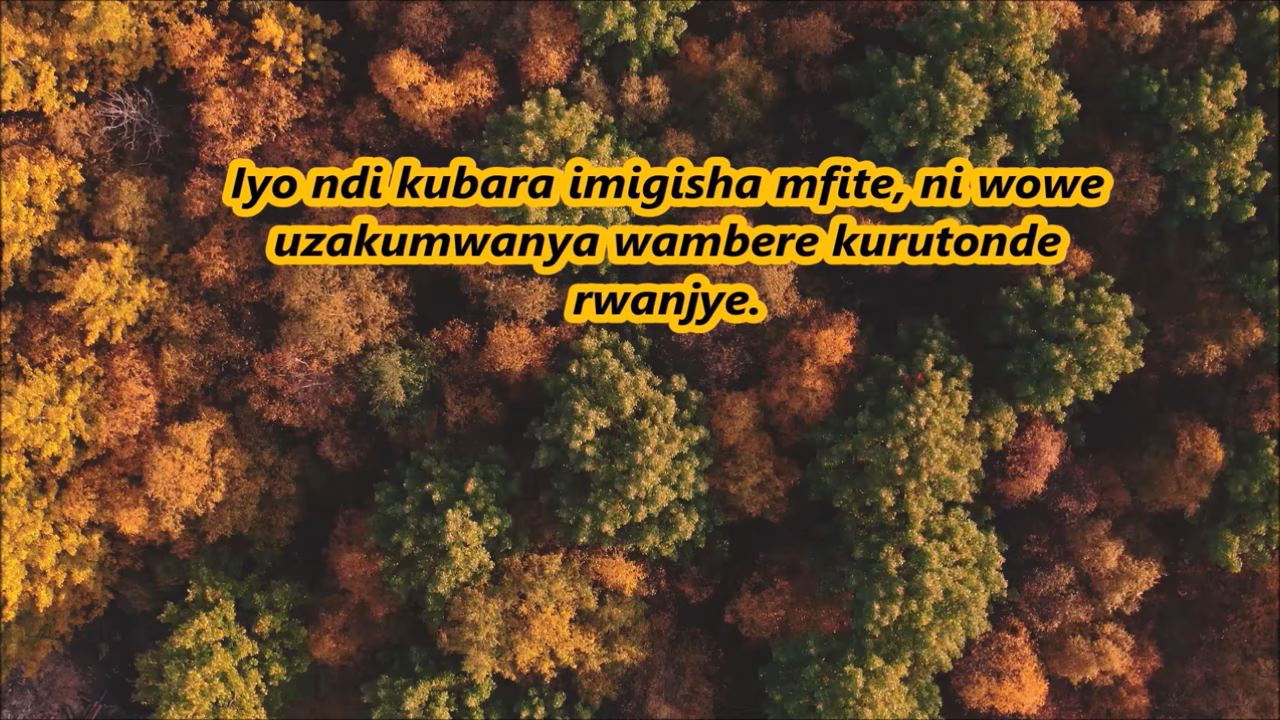 Iyo ndi kubara imigisha mfite, ni wowe
uzakumwanya wambere kurutonde
rwanjye.